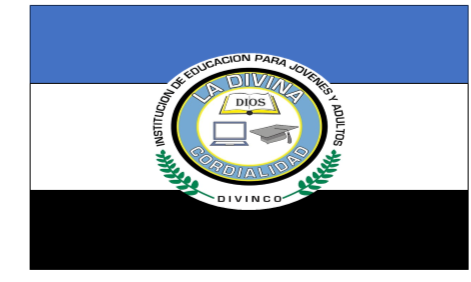 INSTITUCION DE EDUCACION PARA JOVENES Y ADULTOS
LA DIVINA
DIOS
CORDIALIDAD
DIVINCO